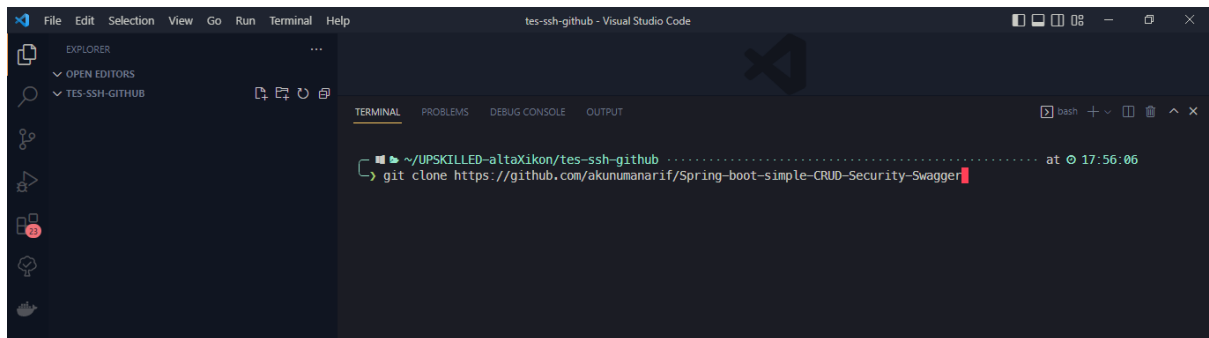 File Edit Selection View Go Run Terminal Help tes-ssh-github - Visual Studio Code
EXPLORER ...
OPEN EDITORS
TES-SSH-GITHUB
TERMINAL PROBLEMS DEBUG CONSOLE OUTPUT bash
~/UPSKILLED-altaXikon/tes-ssh-github at 17:56:06
git clone https://github.com/akunumanarif/Spring-boot-simple-CRUD-Security-Swagger
23